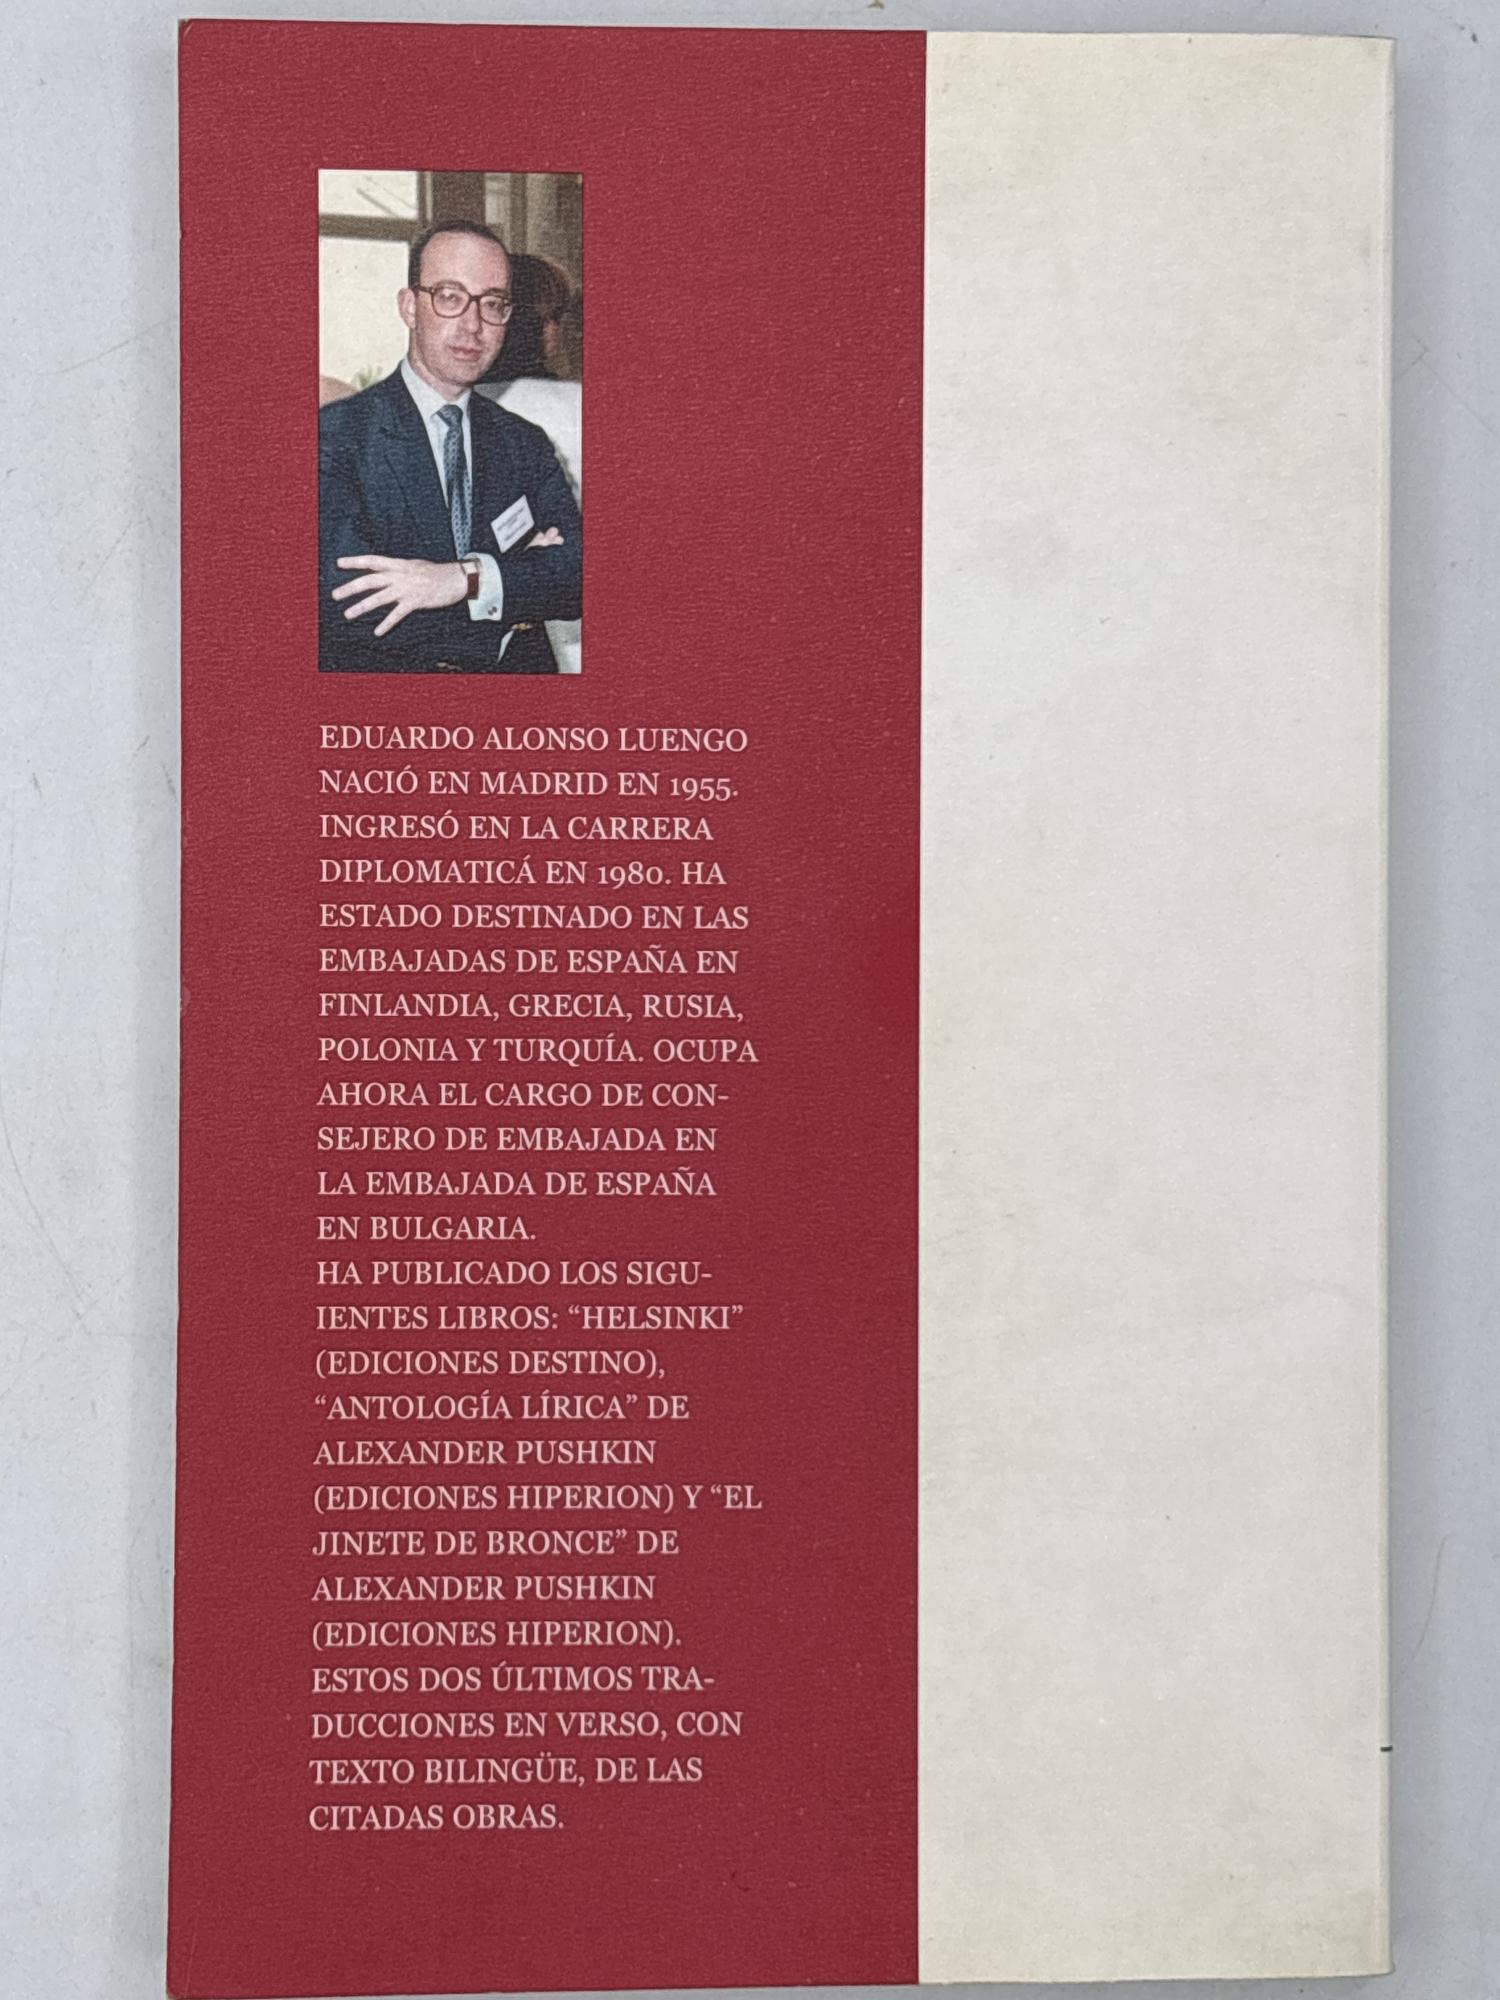 EDUARDO ALONSO LUENGO
NACIÓ EN MADRID EN 1955.
INGRESÓ EN LA CARRERA
DIPLOMATICÁ EN 1980. HA
ESTADO DESTINADO EN LAS
EMBAJADAS DE ESPAÑA EN
FINLANDIA, GRECIA, RUSIA,
POLONIA Y TURQUÍA. OCUPA
AHORA EL CARGO DE CON-
SEJERO DE EMBAJADA EN
LA EMBAJADA DE ESPAÑA
EN BULGARIA.
HA PUBLICADO LOS SIGU-
IENTES LIBROS: “HELSINKI”
(EDICIONES DESTINO),
“ANTOLOGÍA LÍRICA” DE
ALEXANDER PUSHKIN
(EDICIONES HIPERION) Y “EL
JINETE DE BRONCE” DE
ALEXANDER PUSHKIN
(EDICIONES HIPERION).
ESTOS DOS ÚLTIMOS TRA-
DUCCIONES EN VERSO, CON
TEXTO BILINGÜE, DE LAS
CITADAS OBRAS.